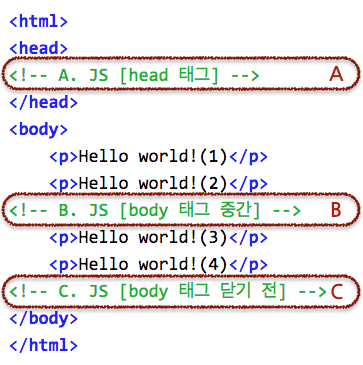 <html>
<head>
<!-- A. JS [head 태그] --> A
</head>
<body>
<p>Hello world!(1)</p>
<p>Hello world!(2)</p>
<!-- B. JS [body 태그 중간] --> B
<p>Hello world!(3)</p>
<p>Hello world!(4)</p>
<!-- C. JS [body 태그 닫기 전] --> C
</body>
</html>